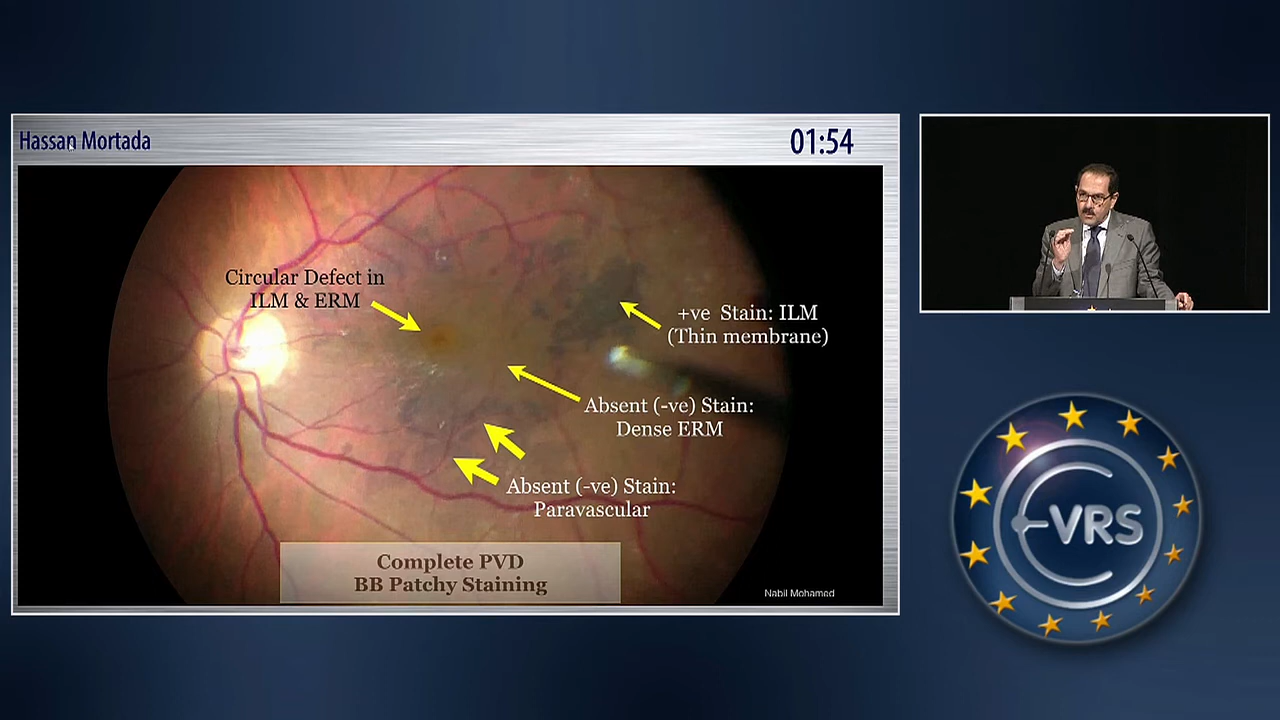 Hassan Mortada
01:54
Circular Defect in
ILM & ERM
+ve Stain: ILM
(Thin membrane)
Absent (-ve) Stain:
Dense ERM
Absent (-ve) Stain:
Paravascular
Complete PVD
BB Patchy Staining
Nabil Mohamed
EVRS